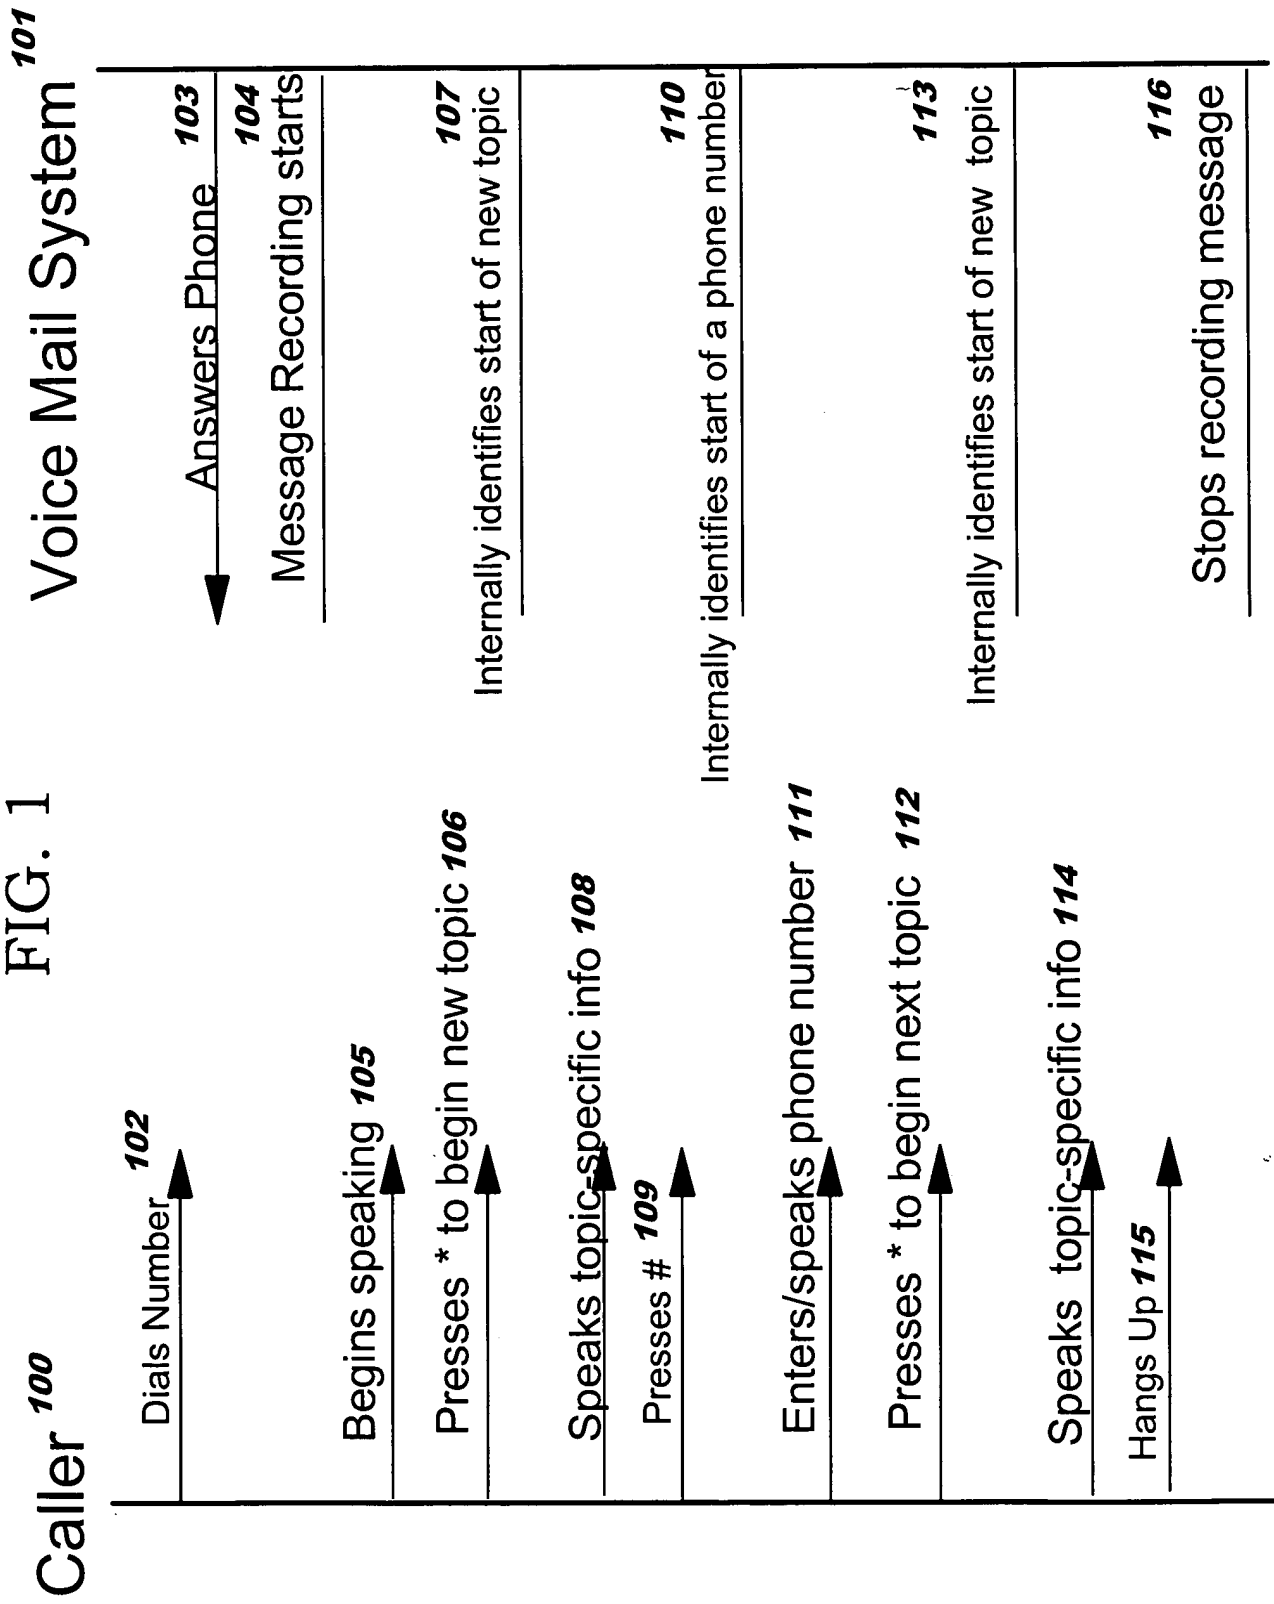 FIG. 1
Caller 100
Voice Mail System 101
Dials Number 102
Answers Phone 103
Message Recording starts 104
Begins speaking 105
Presses * to begin new topic 106
Internally identifies start of new topic 107
Speaks topic-specific info 108
Presses # 109
Internally identifies start of a phone number 110
Enters/speaks phone number 111
Presses * to begin next topic 112
Internally identifies start of new topic 113
Speaks topic-specific info 114
Hangs Up 115
Stops recording message 116